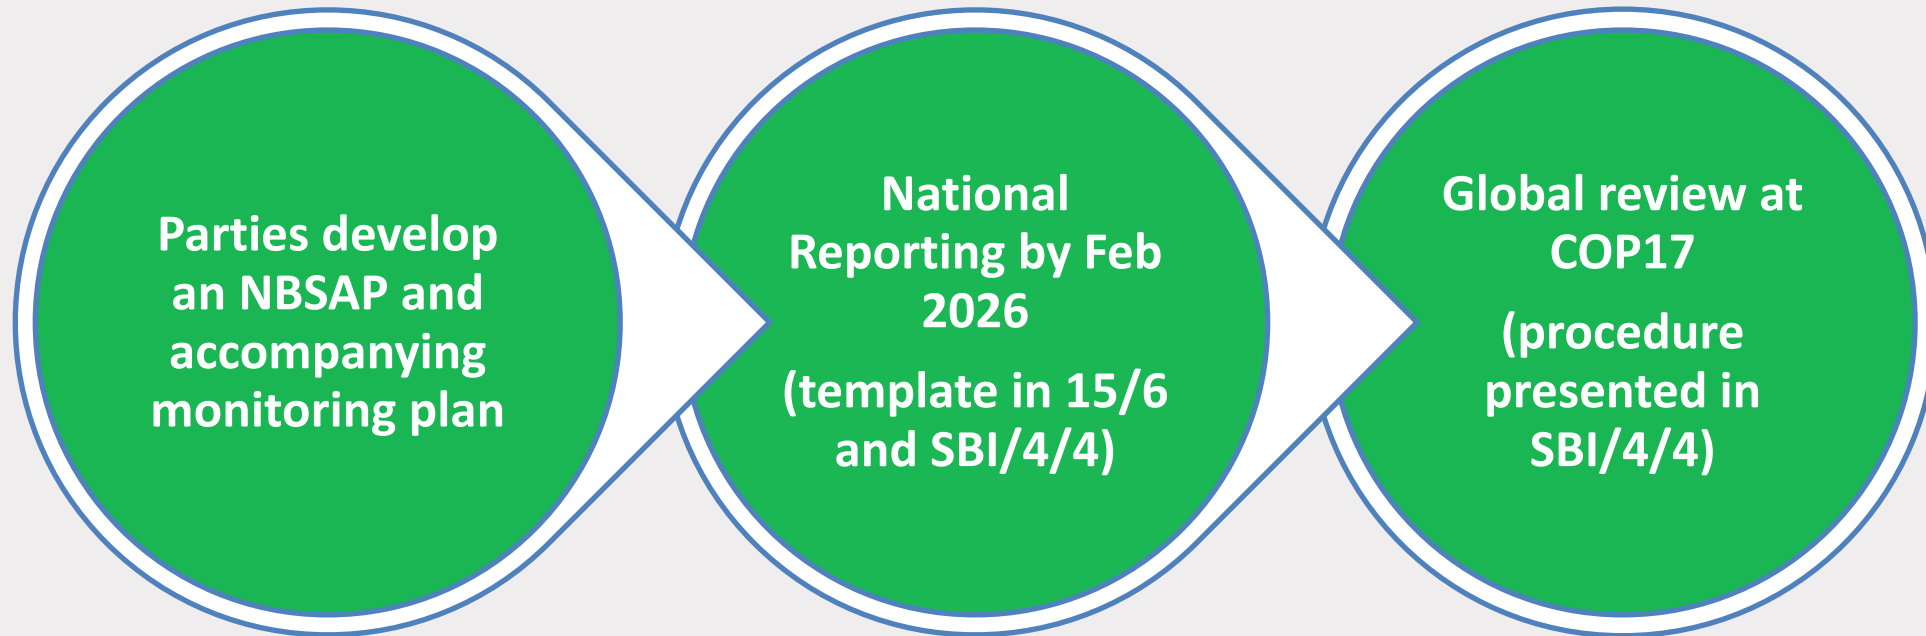 Parties develop
an NBSAP and
accompanying
monitoring plan
National
Reporting by Feb
2026
(template in 15/6
and SBI/4/4)
Global review at
COP17
(procedure
presented in
SBI/4/4)